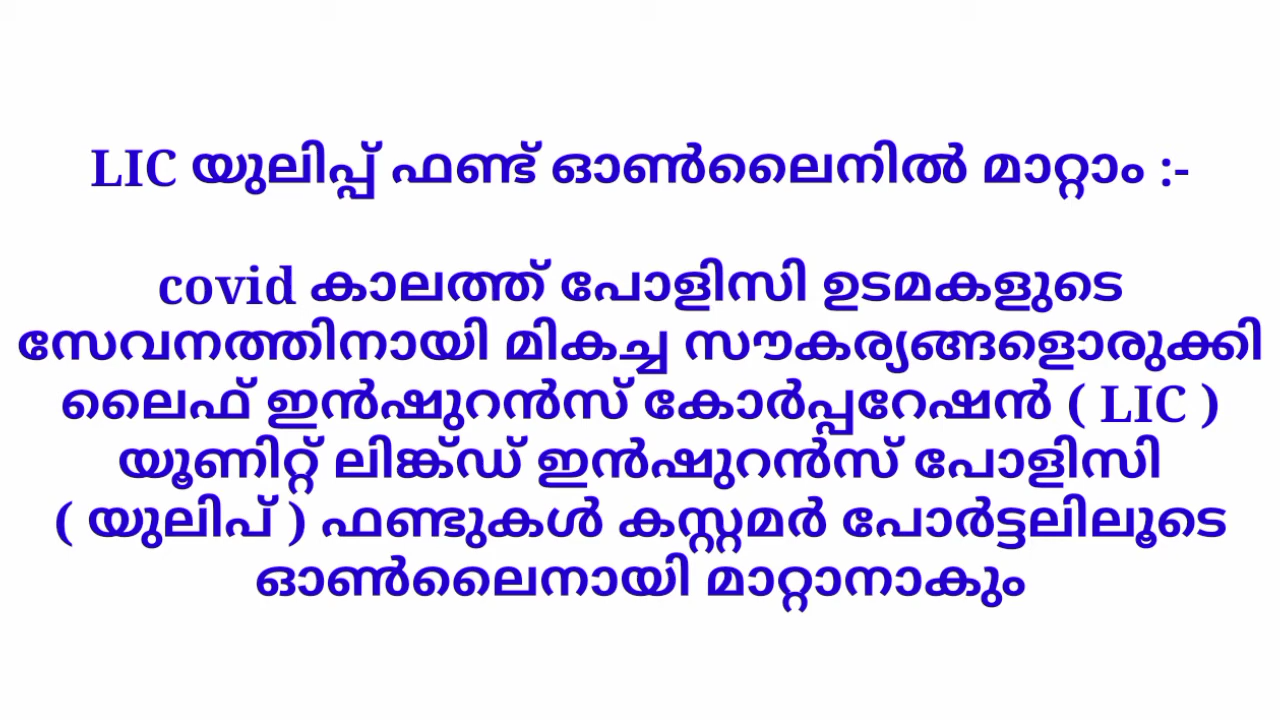 LIC യുലിപ്പ് ഫണ്ട് ഓൺലൈനിൽ മാറ്റാം :-
covid കാലത്ത് പോളിസി ഉടമകളുടെ
സേവനത്തിനായി മികച്ച സൗകര്യങ്ങളൊരുക്കി
ലൈഫ് ഇൻഷുറൻസ് കോർപ്പറേഷൻ ( LIC )
യൂണിറ്റ് ലിങ്ക്ഡ് ഇൻഷുറൻസ് പോളിസി
( യുലിപ് ) ഫണ്ടുകൾ കസ്റ്റമർ പോർട്ടലിലൂടെ
ഓൺലൈനായി മാറ്റാനാകും